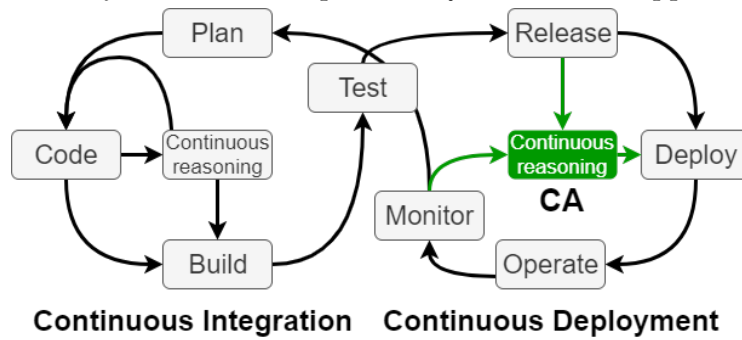 Plan
Release
Test
Code
Continuous
reasoning
Continuous
reasoning
Deploy
CA
Monitor
Build
Operate
Continuous Integration
Continuous Deployment